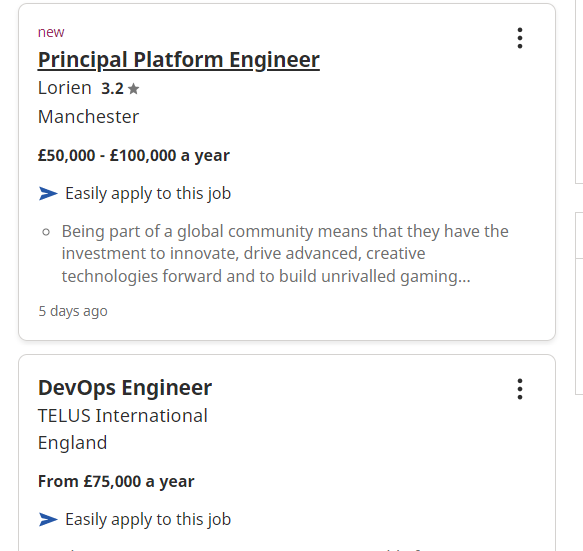 new
Principal Platform Engineer
Lorien 3.2
Manchester
£50,000 - £100,000 a year
Easily apply to this job
Being part of a global community means that they have the
investment to innovate, drive advanced, creative
technologies forward and to build unrivalled gaming...
5 days ago
DevOps Engineer
TELUS International
England
From £75,000 a year
Easily apply to this job